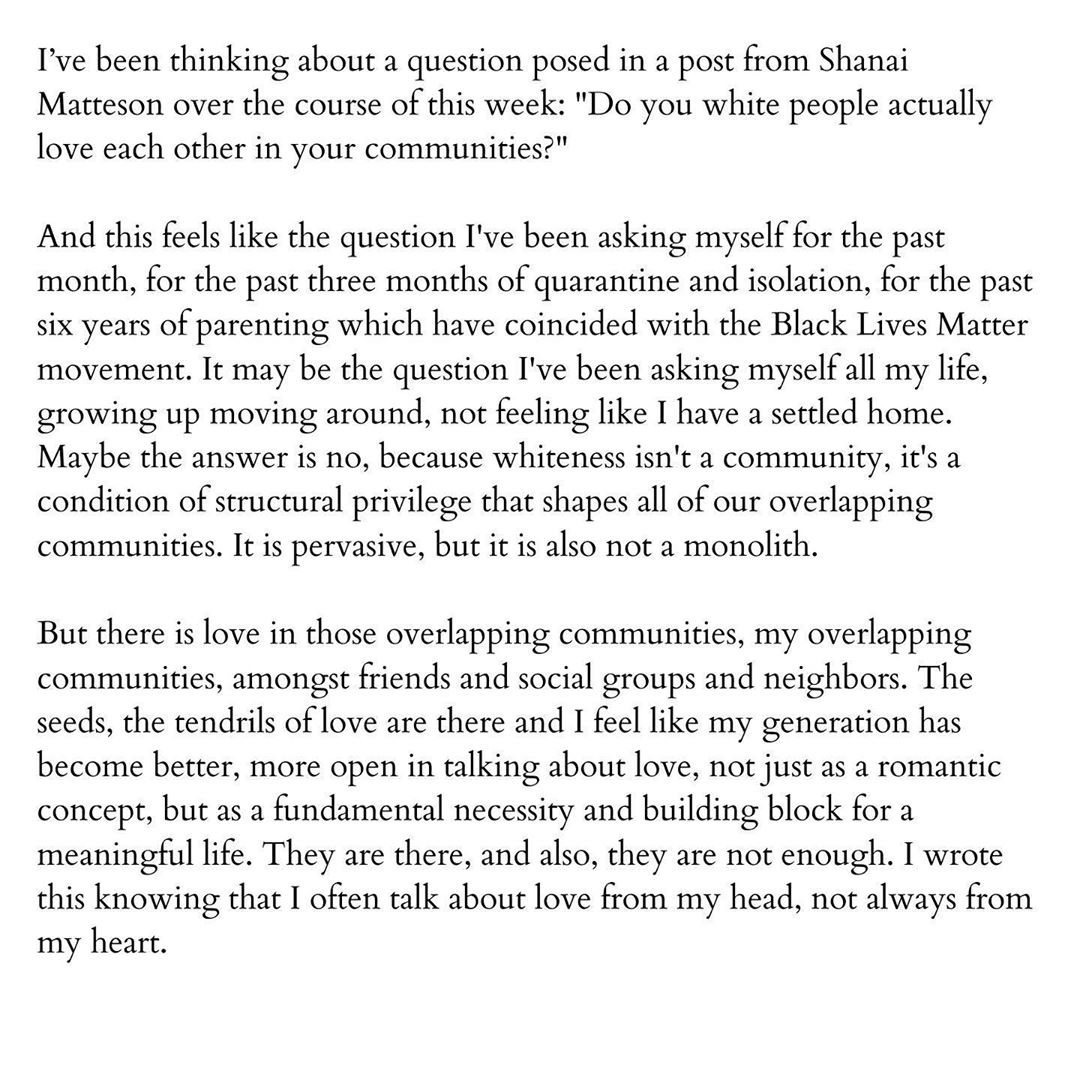 I’ve been thinking about a question posed in a post from Shanai
Matteson over the course of this week: "Do you white people actually
love each other in your communities?"
And this feels like the question I've been asking myself for the past
month, for the past three months of quarantine and isolation, for the past
six years of parenting which have coincided with the Black Lives Matter
movement. It may be the question I've been asking myself all my life,
growing up moving around, not feeling like I have a settled home.
Maybe the answer is no, because whiteness isn't a community, it's a
condition of structural privilege that shapes all of our overlapping
communities. It is pervasive, but it is also not a monolith.
But there is love in those overlapping communities, my overlapping
communities, amongst friends and social groups and neighbors. The
seeds, the tendrils of love are there and I feel like my generation has
become better, more open in talking about love, not just as a romantic
concept, but as a fundamental necessity and building block for a
meaningful life. They are there, and also, they are not enough. I wrote
this knowing that I often talk about love from my head, not always from
my heart.